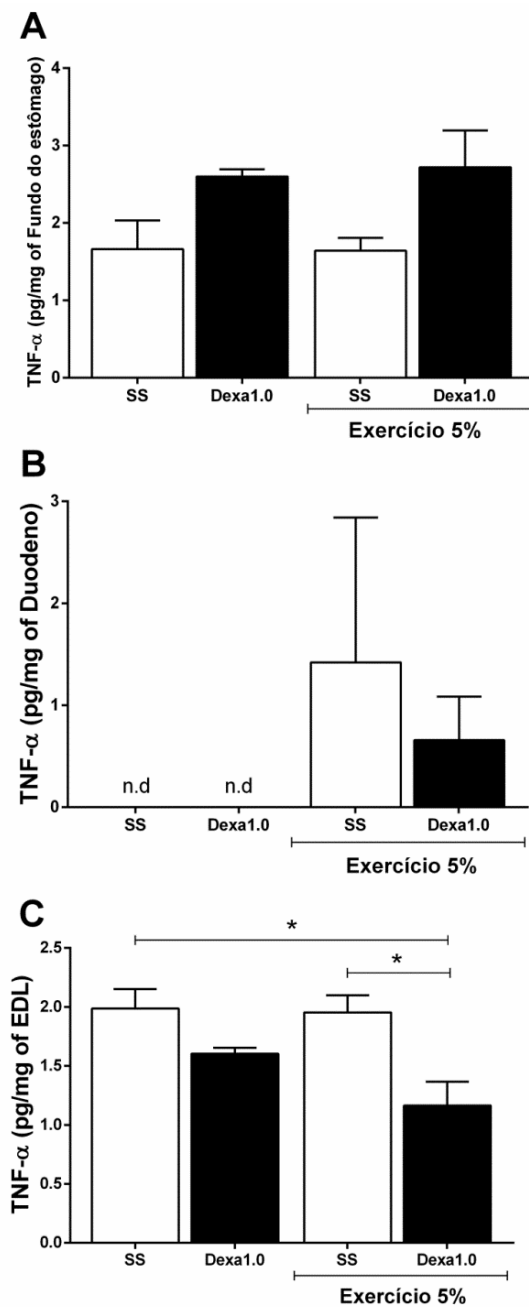 A
TNF-α (pg/mg of Fundo do estômago)
4
3
2
1
0
SS Dexa1.0 SS Dexa1.0
Exercício 5%
B
TNF-α (pg/mg of Duodeno)
3
2
1
0
n.d n.d
SS Dexa1.0 SS Dexa1.0
Exercício 5%
C
TNF-α (pg/mg of EDL)
*
*
2.5
2.0
1.5
1.0
0.5
0.0
SS Dexa1.0 SS Dexa1.0
Exercício 5%